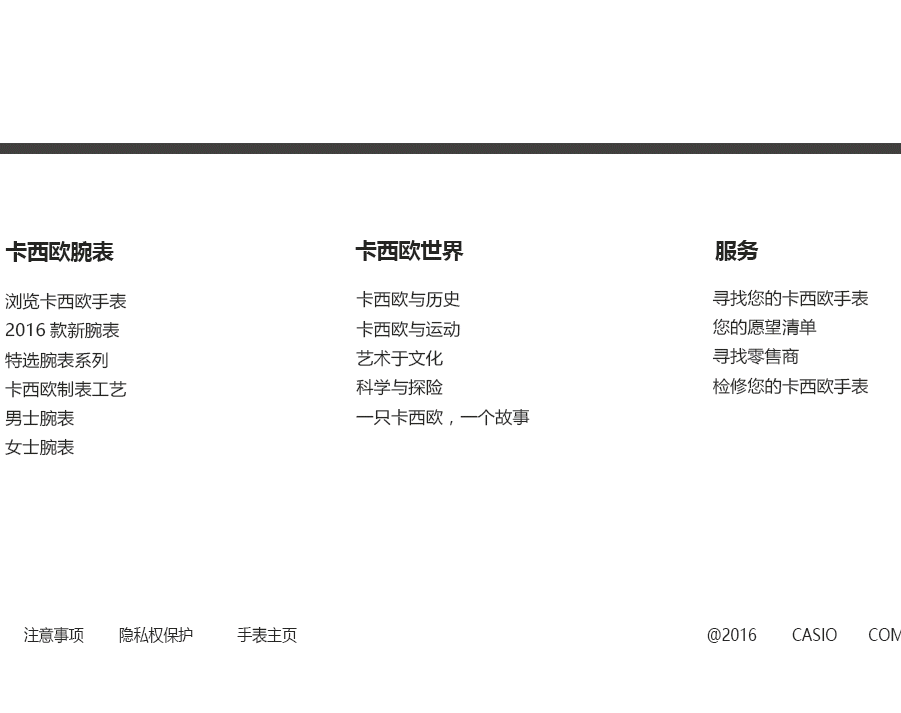 卡西欧腕表
浏览卡西欧手表
2016 款新腕表
特选腕表系列
卡西欧制表工艺
男士腕表
女士腕表
卡西欧世界
卡西欧与历史
卡西欧与运动
艺术于文化
科学与探险
一只卡西欧，一个故事
服务
寻找您的卡西欧手表
您的愿望清单
寻找零售商
检修您的卡西欧手表
注意事项 隐私权保护 手表主页 @2016 CASIO COM